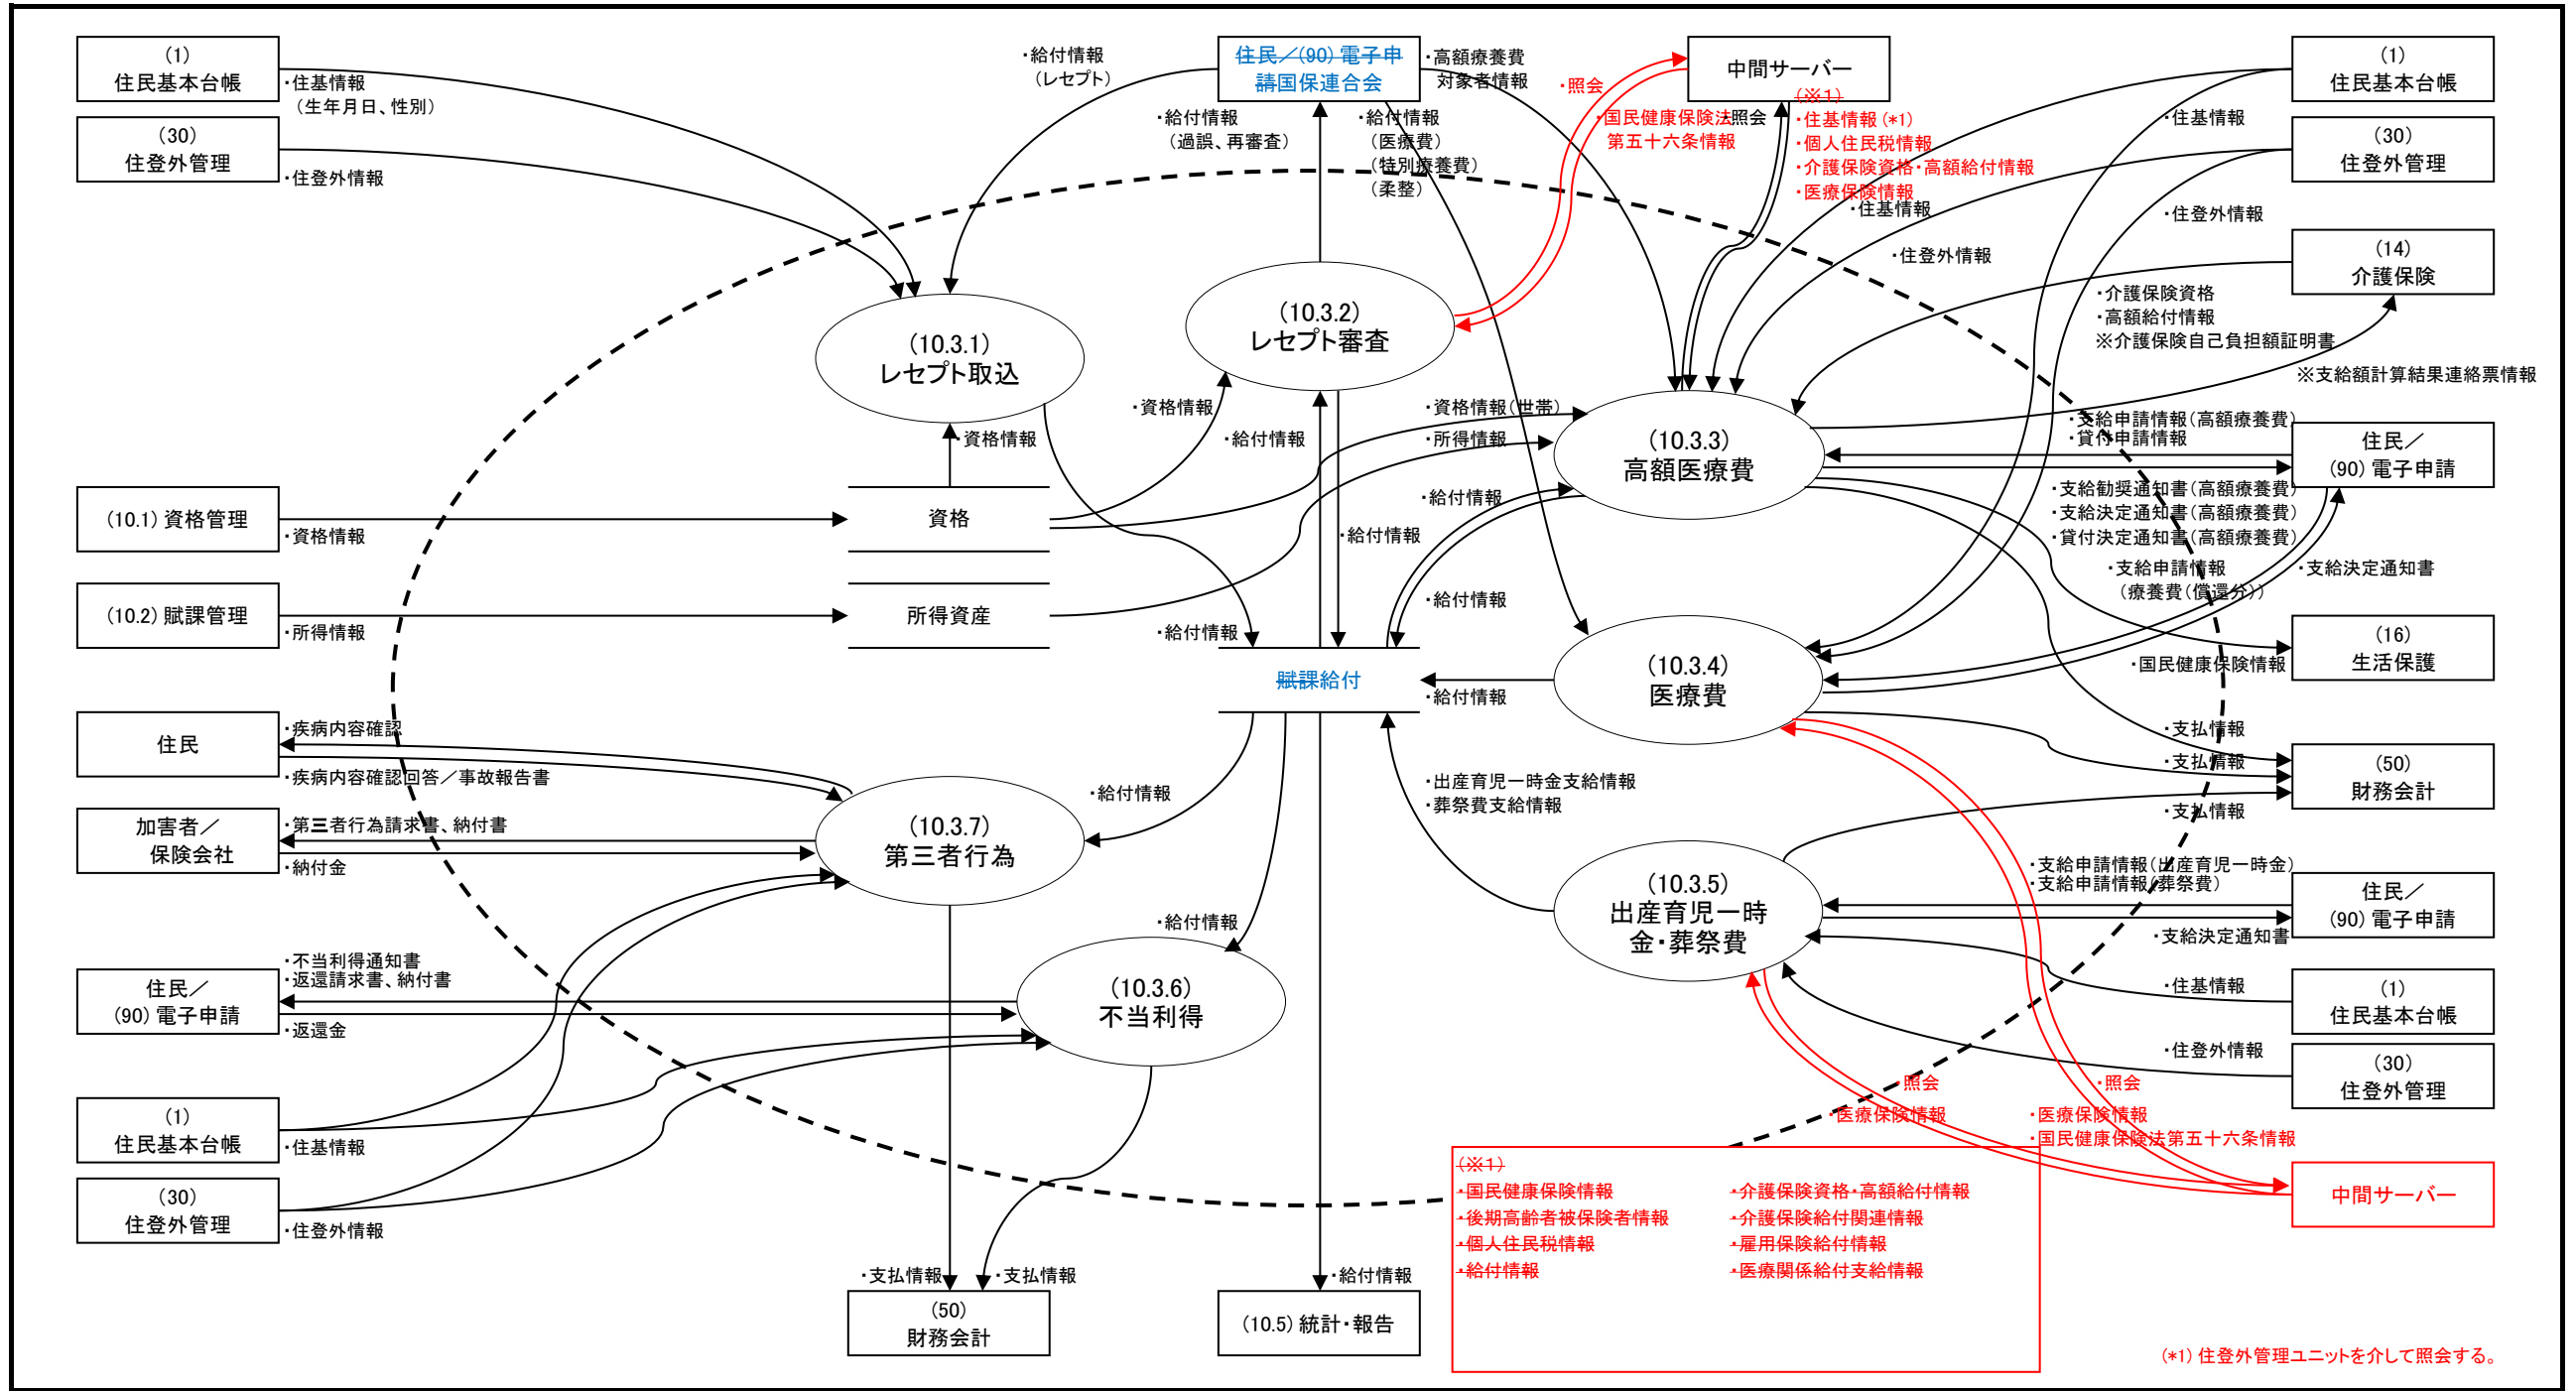 (1)
住民基本台帳
・住基情報
(生年月日、性別)
(30)
住登外管理
・住登外情報
・給付情報
(レセプト)
住民／(90)電子申
請国保連合会
・高額療養費
対象者情報
・給付情報
(過誤、再審査)
・給付情報
(医療費)
(特別療養費)
(柔整)
・照会
・国民健康保険法
第五十六条情報
中間サーバー
・照会
(※1)
・住基情報(*1)
・個人住民税情報
・介護保険資格・高額給付情報
・医療保険情報
(1)
住民基本台帳
・住基情報
(30)
住登外管理
・住基情報
・住登外情報
・住登外情報
(14)
介護保険
・介護保険資格
・高額給付情報
※介護保険自己負担額証明書
※支給額計算結果連絡票情報
(10.3.1)
レセプト取込
(10.3.2)
レセプト審査
(10.3.3)
高額医療費
・資格情報
・資格情報
・給付情報
・資格情報(世帯)
・所得情報
・給付情報
・給付情報
・給付情報
・支給申請情報(高額療養費)
・貸付申請情報
住民／
(90)電子申請
・支給勧奨通知書(高額療養費)
・支給決定通知書(高額療養費)
・貸付決定通知書(高額療養費)
・支給申請情報
(療養費(償還分))
・支給決定通知書
(10.1)資格管理
・資格情報
資格
(10.2)賦課管理
・所得情報
所得資産
・給付情報
賦課給付
・給付情報
(10.3.4)
医療費
(16)
生活保護
・国民健康保険情報
・支払情報
・支払情報
(50)
財務会計
・支払情報
住民
・疾病内容確認
・疾病内容確認回答／事故報告書
加害者／
保険会社
・第三者行為請求書、納付書
・納付金
(10.3.7)
第三者行為
・給付情報
・出産育児一時金支給情報
・葬祭費支給情報
(10.3.5)
出産育児一時
金・葬祭費
・支給申請情報(出産育児一時金)
・支給申請情報(葬祭費)
住民／
(90)電子申請
・支給決定通知書
・給付情報
・不当利得通知書
・返還請求書、納付書
住民／
(90)電子申請
・返還金
(10.3.6)
不当利得
・住基情報
(1)
住民基本台帳
・住登外情報
(30)
住登外管理
(1)
住民基本台帳
・住基情報
(30)
住登外管理
・住登外情報
・照会
・医療保険情報
・照会
・医療保険情報
・国民健康保険法第五十六条情報
中間サーバー
(※1)
・国民健康保険情報
・後期高齢者被保険者情報
・個人住民税情報
・給付情報
・介護保険資格・高額給付情報
・介護保険給付関連情報
・雇用保険給付情報
・医療関係給付支給情報
・支払情報
・支払情報
・給付情報
(50)
財務会計
(10.5)統計・報告
(*1)住登外管理ユニットを介して照会する。